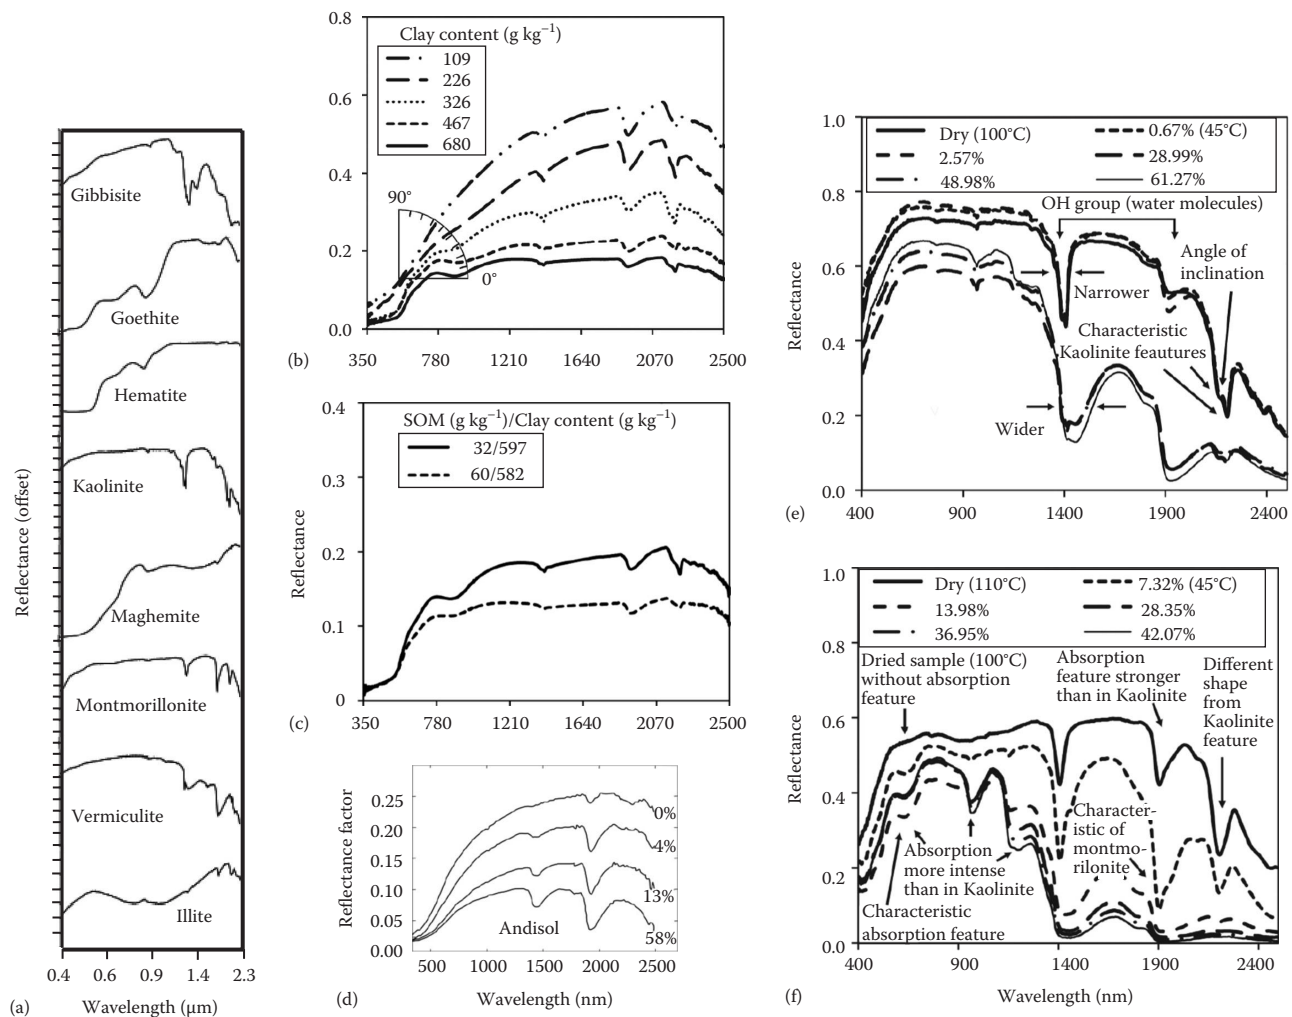 Reflectance (offset)
Gibbisite
Goethite
Hematite
Kaolinite
Maghemite
Montmorillonite
Vermiculite
Illite
0.4 0.6 0.9 1.4 2.3
(a) Wavelength (μm)
0.8
0.6
0.4
0.2
0.0
Clay content (g kg⁻¹)
109
226
326
467
680
90°
0°
350 780 1210 1640 2070 2500
(b)
Reflectance
0.4
0.3
0.2
0.1
0
SOM (g kg⁻¹)/Clay content (g kg⁻¹)
32/597
60/582
350 780 1210 1640 2070 2500
(c)
Reflectance factor
0.25
0.20
0.15
0.10
0.05
0.00
0%
4%
13%
58%
Andisol
500 1000 1500 2000 2500
(d) Wavelength (nm)
Reflectance
1.0
0.8
0.6
0.4
0.2
0.0
Dry (100°C) 0.67% (45°C)
2.57% 28.99%
48.98% 61.27%
OH group (water molecules)
Angle of
inclination
Narrower
Characteristic
Kaolinite feautures
Wider
400 900 1400 1900 2400
(e)
Reflectance
1.0
0.8
0.6
0.4
0.2
0.0
Dry (110°C) 7.32% (45°C)
13.98% 28.35%
36.95% 42.07%
Dried sample (100°C)
without absorption
feature
Absorption
feature stronger
than in Kaolinite
Different
shape
from
Kaolinite
feature
Character-
istic of
montmo-
rilonite
Absorption
more intense
than in Kaolinite
Characteristic
absorption feature
400 900 1400 1900 2400
(f) Wavelength (nm)